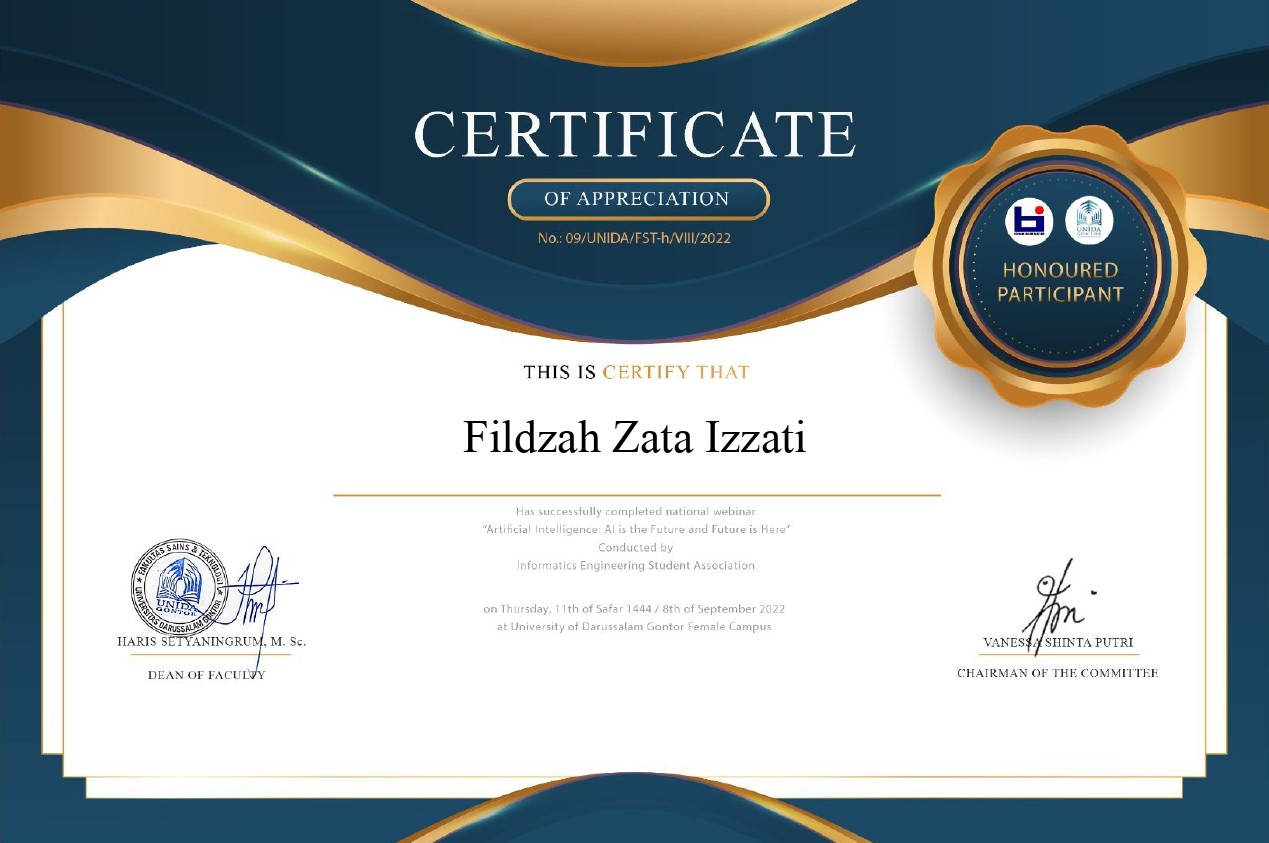 CERTIFICATE
OF APPRECIATION
No.: 09/UNIDA/FST-h/VIII/2022
UNIDA
GONTOR
HONOURED
PARTICIPANT
THIS IS CERTIFY THAT
Fildzah Zata Izzati
Has successfully completed national webinar
“Artificial Intelligence: AI is the Future and Future is Here”
Conducted by
Informatics Engineering Student Association
on Thursday, 11th of Safar 1444 / 8th of September 2022
at University of Darussalam Gontor Female Campus
FAKULTAS SAINS & TEKNOLOGI
UNIVERSITAS DARUSSALAM GONTOR
UNIDA
GONTOR
HARIS SETYANINGRUM, M. Sc.
DEAN OF FACULTY
VANESSA SHINTA PUTRI
CHAIRMAN OF THE COMMITTEE